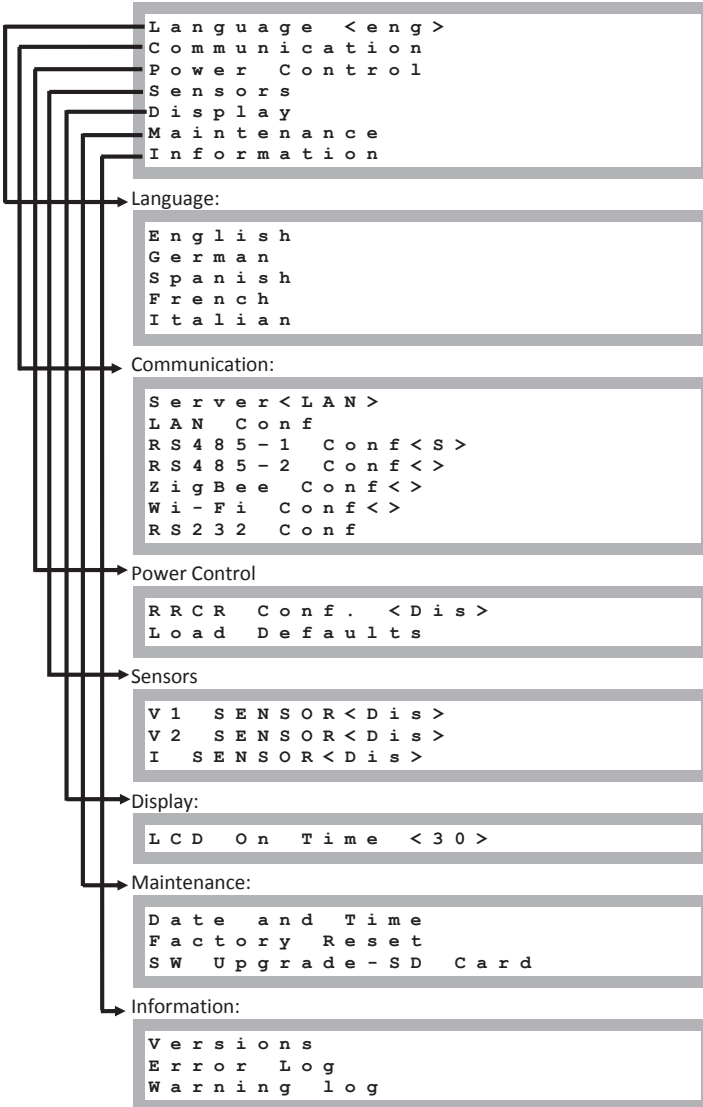 Language <eng>
Communication
Power Control
Sensors
Display
Maintenance
Information
Language:
English
German
Spanish
French
Italian
Communication:
Server<LAN>
LAN Conf
RS485-1 Conf<S>
RS485-2 Conf<>
ZigBee Conf<>
Wi-Fi Conf<>
RS232 Conf
Power Control
RRCR Conf. <Dis>
Load Defaults
Sensors
V1 SENSOR<Dis>
V2 SENSOR<Dis>
I SENSOR<Dis>
Display:
LCD On Time <30>
Maintenance:
Date and Time
Factory Reset
SW Upgrade-SD Card
Information:
Versions
Error Log
Warning log